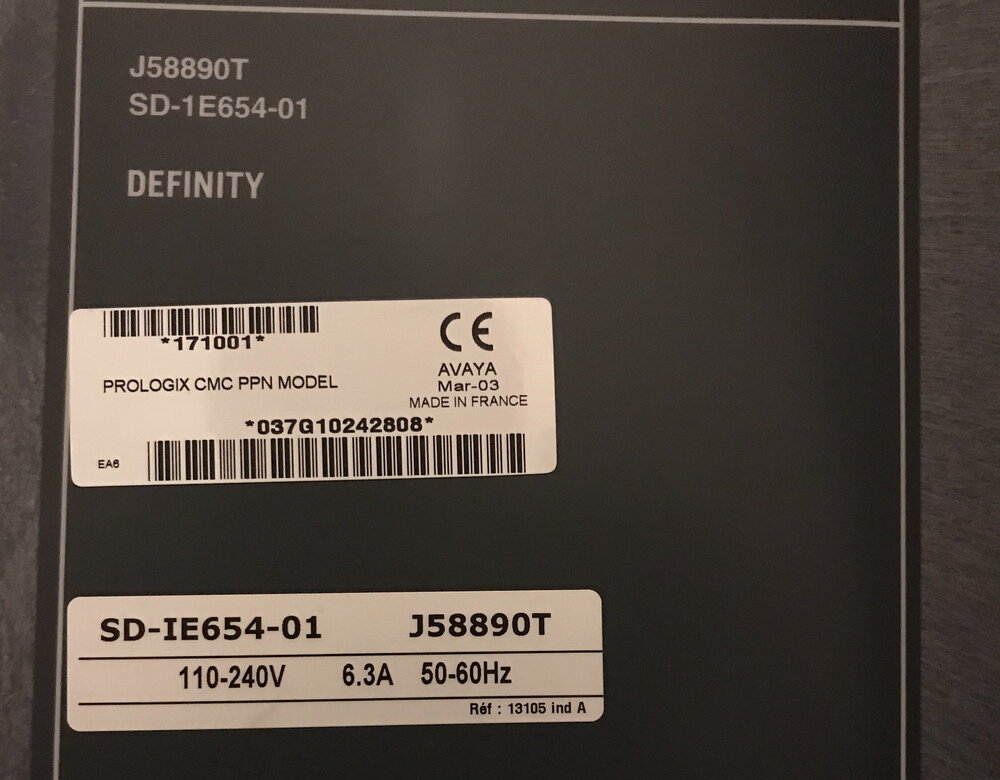 J58890T
SD-1E654-01
DEFINITY
*171001*
CE
PROLOGIX CMC PPN MODEL
AVAYA
Mar-03
MADE IN FRANCE
*037G10242808*
EA6
SD-IE654-01 J58890T
110-240V 6.3A 50-60Hz
Réf : 13105 ind A